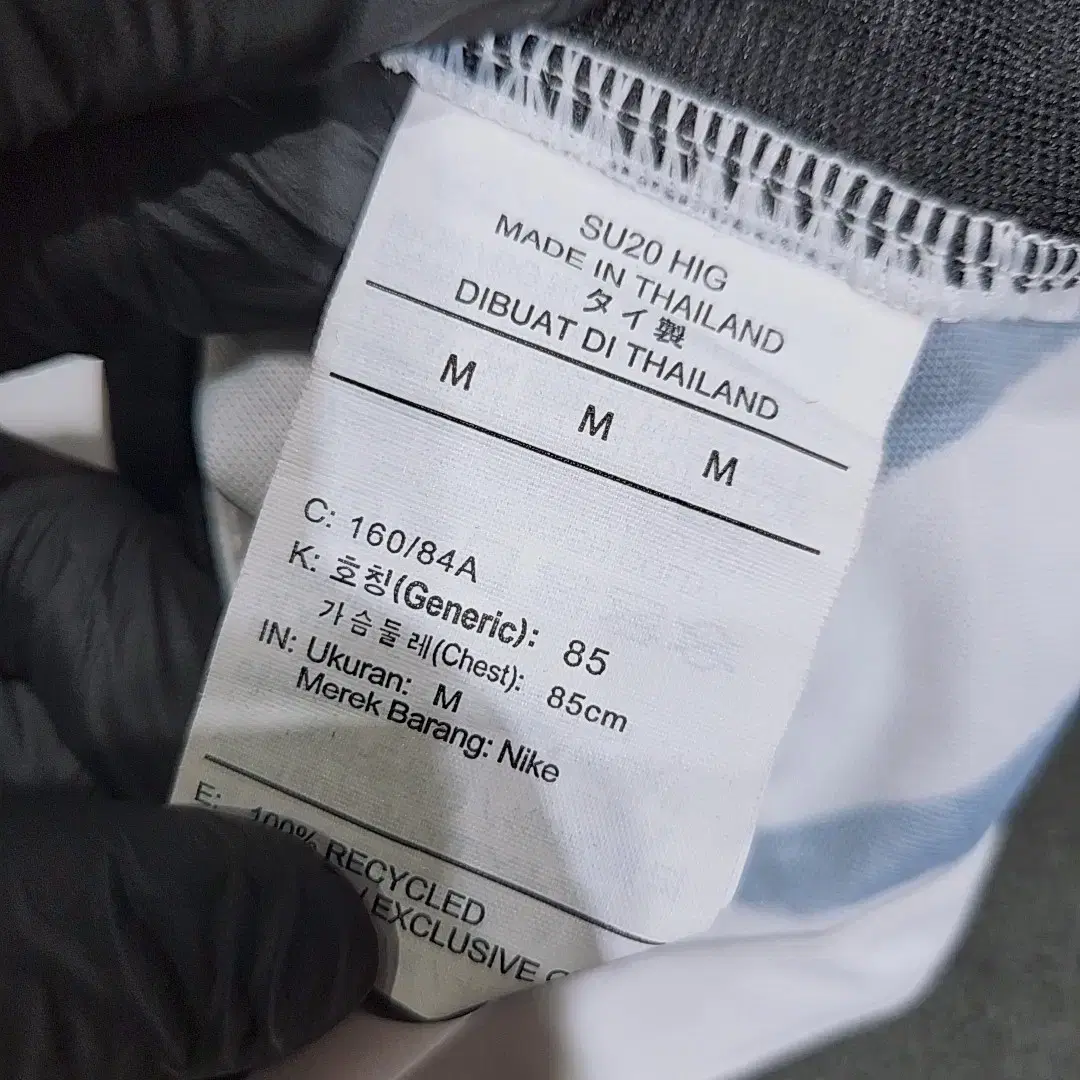 SU20 HIG
MADE IN THAILAND
タイ製
DIBUAT DI THAILAND
M M M
C: 160/84A
K: 호칭(Generic): 85
가슴둘레(Chest): 85cm
IN: Ukuran: M
Merek Barang: Nike
E: 100% RECYCLED
/EXCLUSIVE